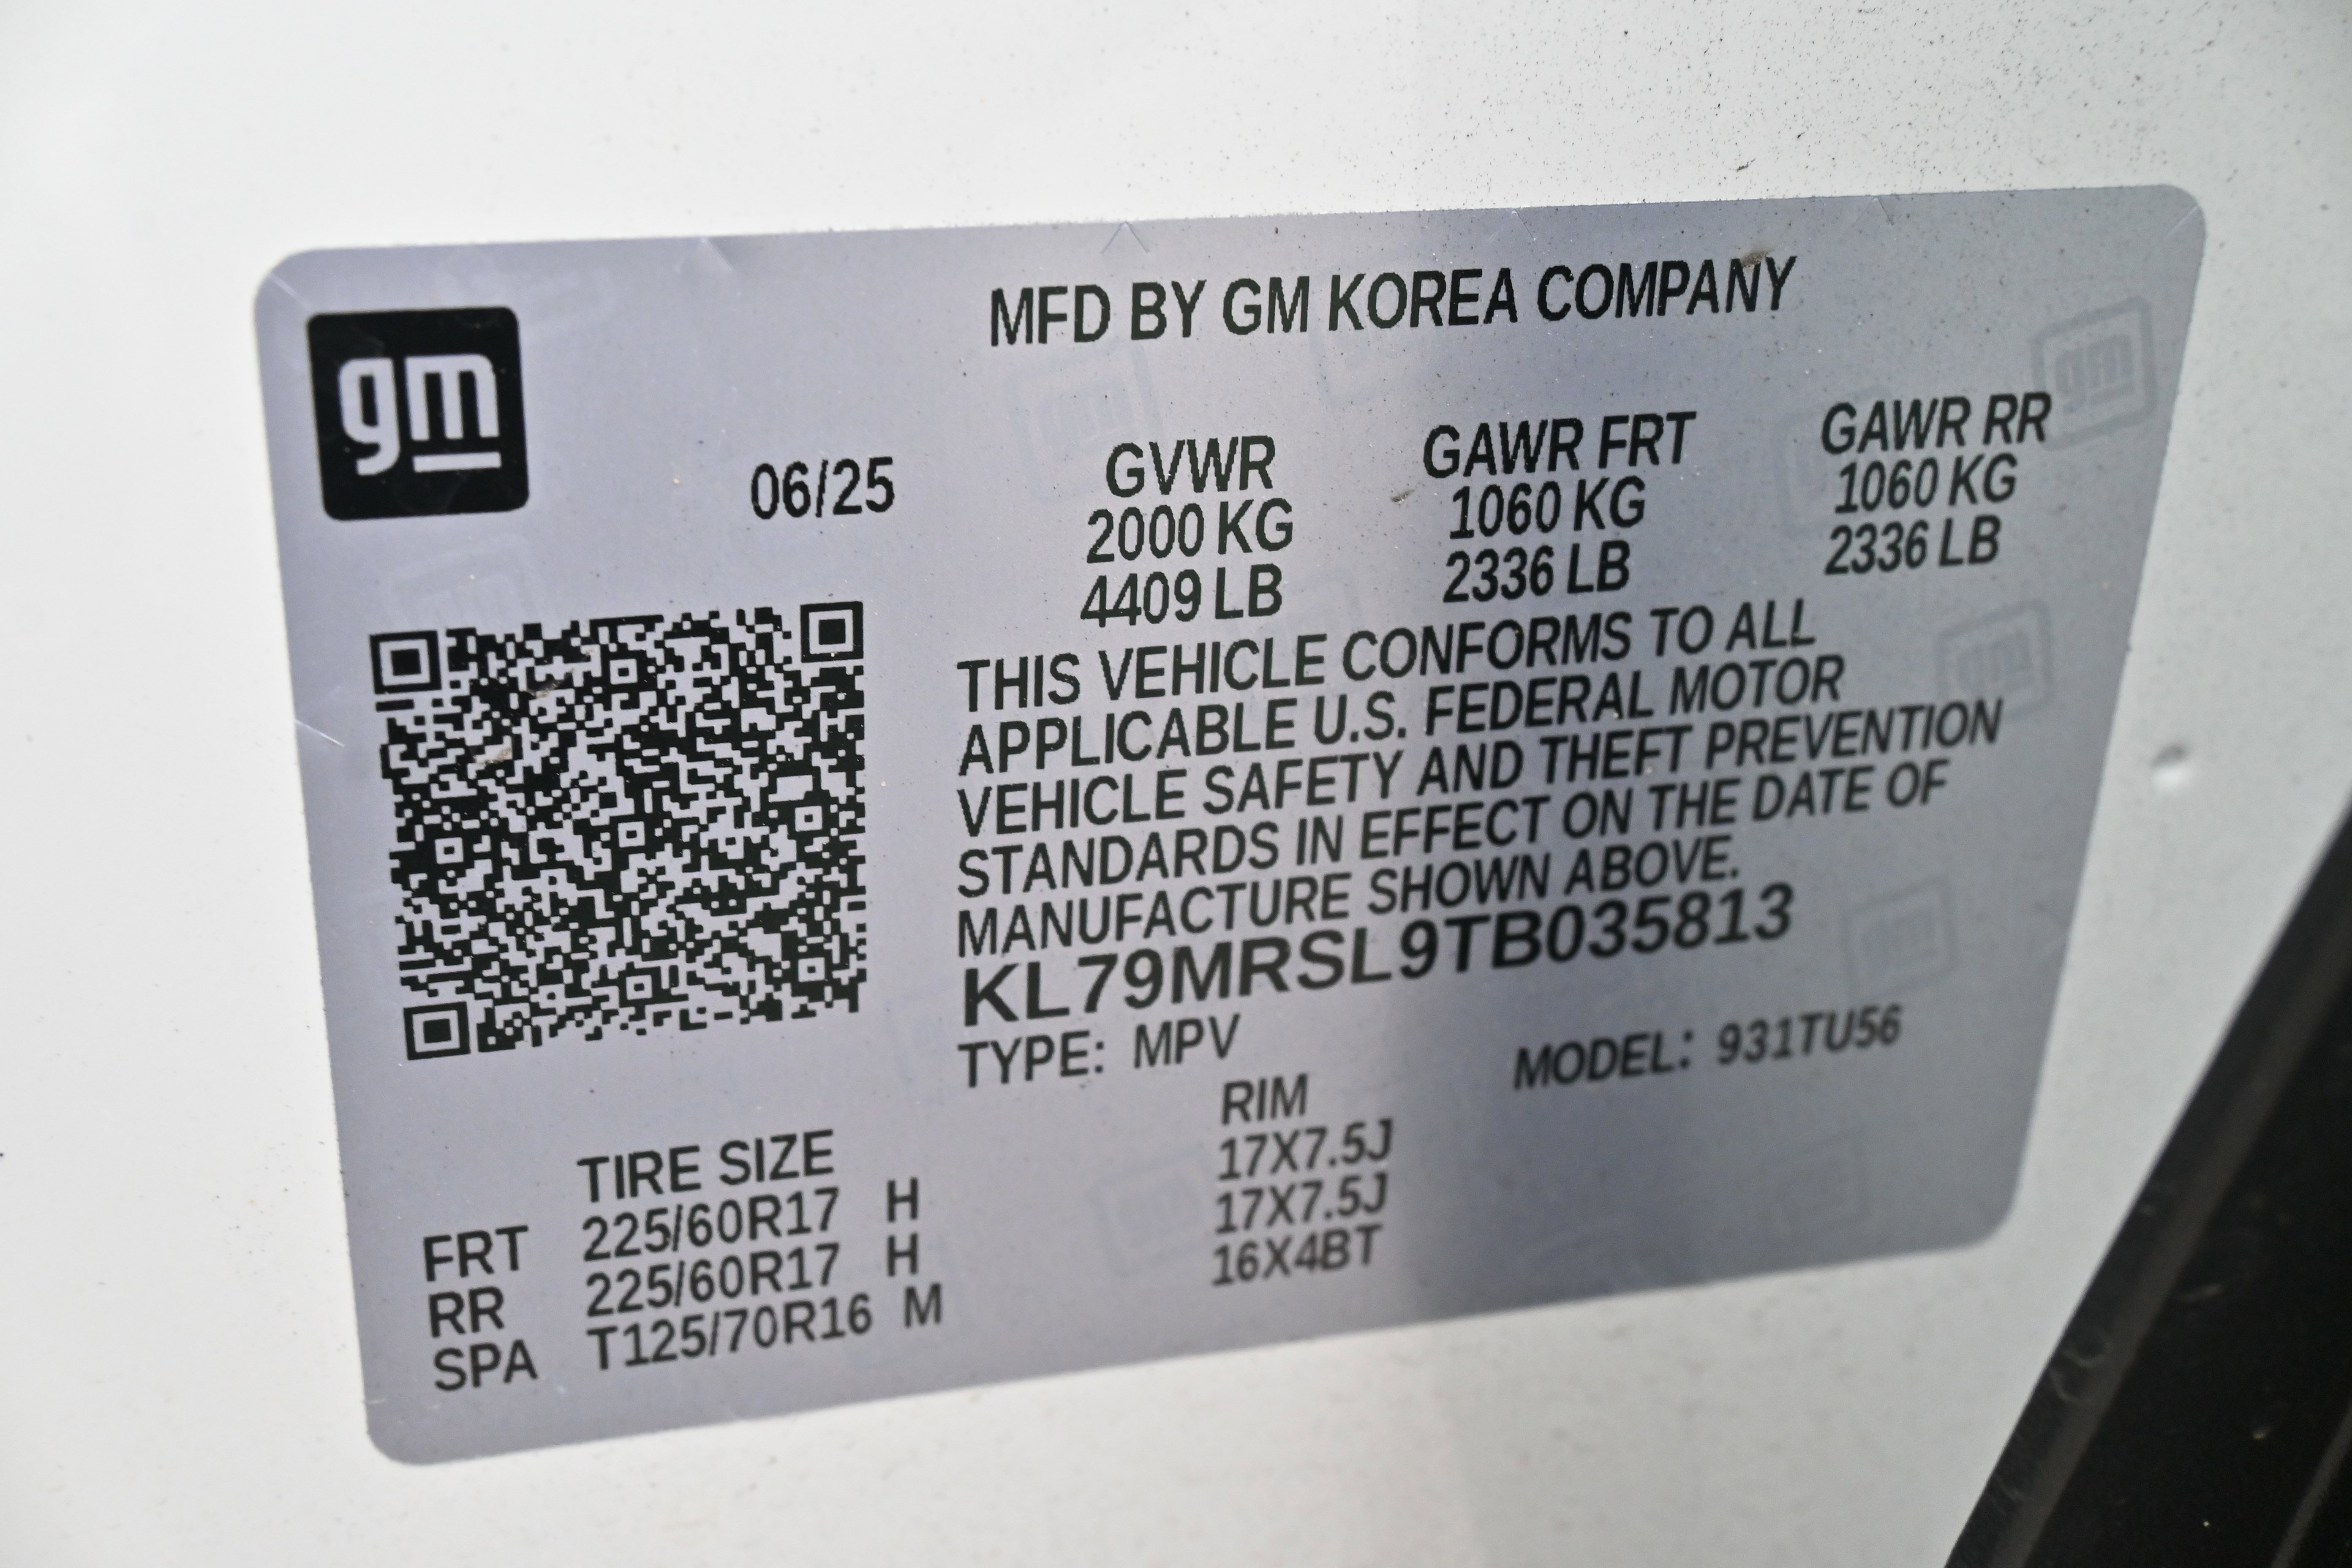 gm
MFD BY GM KOREA COMPANY
06/25
GVWR GAWR FRT GAWR RR
2000 KG 1060 KG 1060 KG
4409 LB 2336 LB 2336 LB
THIS VEHICLE CONFORMS TO ALL
APPLICABLE U.S. FEDERAL MOTOR
VEHICLE SAFETY AND THEFT PREVENTION
STANDARDS IN EFFECT ON THE DATE OF
MANUFACTURE SHOWN ABOVE.
KL79MRSL9TB035813
TYPE: MPV MODEL: 931TU56
TIRE SIZE RIM
FRT 225/60R17 H 17X7.5J
RR 225/60R17 H 17X7.5J
SPA T125/70R16 M 16X4BT